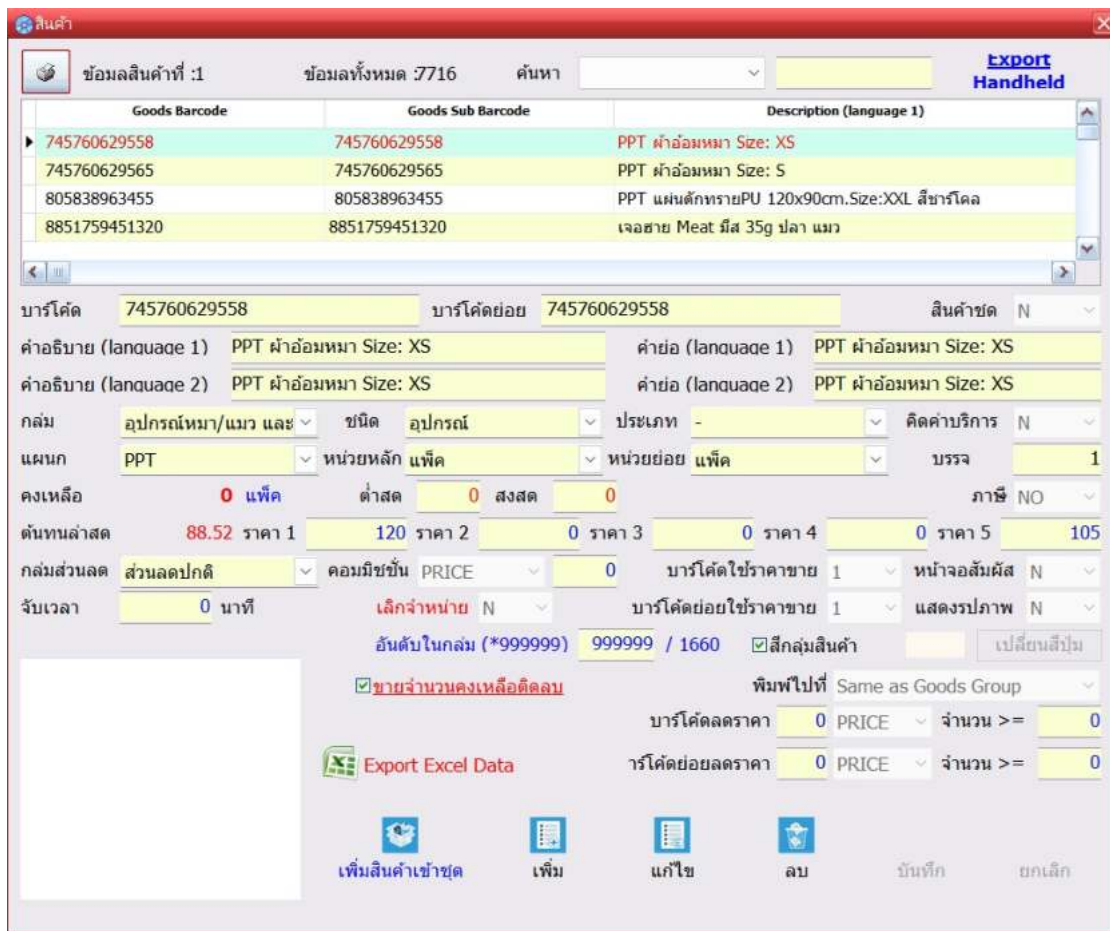 สินค้า
ข้อมูลสินค้าที่ :1 ข้อมูลทั้งหมด :7716 ค้นหา Export Handheld
Goods Barcode Goods Sub Barcode Description (language 1)
745760629558 745760629558 PPT ผ้าอ้อมหมา Size: XS
745760629565 745760629565 PPT ผ้าอ้อมหมา Size: S
805838963455 805838963455 PPT แผ่นดักทรายPU 120x90cm.Size:XXL สีชาร์โคล
8851759451320 8851759451320 เจอฮาย Meat มีส 35g ปลา แมว
บาร์โค้ด 745760629558 บาร์โค้ดย่อย 745760629558 สินค้าชุด N
คำอธิบาย (language 1) PPT ผ้าอ้อมหมา Size: XS คำย่อ (language 1) PPT ผ้าอ้อมหมา Size: XS
คำอธิบาย (language 2) PPT ผ้าอ้อมหมา Size: XS คำย่อ (language 2) PPT ผ้าอ้อมหมา Size: XS
กลุ่ม อุปกรณ์หมา/แมว และ ชนิด อุปกรณ์ ประเภท - คิดค่าบริการ N
แผนก PPT หน่วยหลัก แพ็ค หน่วยย่อย แพ็ค บรรจุ 1
คงเหลือ 0 แพ็ค ต่ำสุด 0 สูงสุด 0 ภาษี NO
ต้นทุนล่าสุด 88.52 ราคา 1 120 ราคา 2 0 ราคา 3 0 ราคา 4 0 ราคา 5 105
กลุ่มส่วนลด ส่วนลดปกติ คอมมิชชั่น PRICE 0 บาร์โค้ดใช้ราคาขาย 1 หน้าจอสัมผัส N
จับเวลา 0 นาที เลิกจำหน่าย N บาร์โค้ดย่อยใช้ราคาขาย 1 แสดงรูปภาพ N
อันดับในกลุ่ม (*999999) 999999 / 1660 สีกลุ่มสินค้า เปลี่ยนสีปุ่ม
ขายจำนวนคงเหลือติดลบ พิมพ์ไปที่ Same as Goods Group
บาร์โค้ดลดราคา 0 PRICE จำนวน >= 0
Export Excel Data าร์โค้ดย่อยลดราคา 0 PRICE จำนวน >= 0
เพิ่มสินค้าเข้าชุด เพิ่ม แก้ไข ลบ บันทึก ยกเลิก